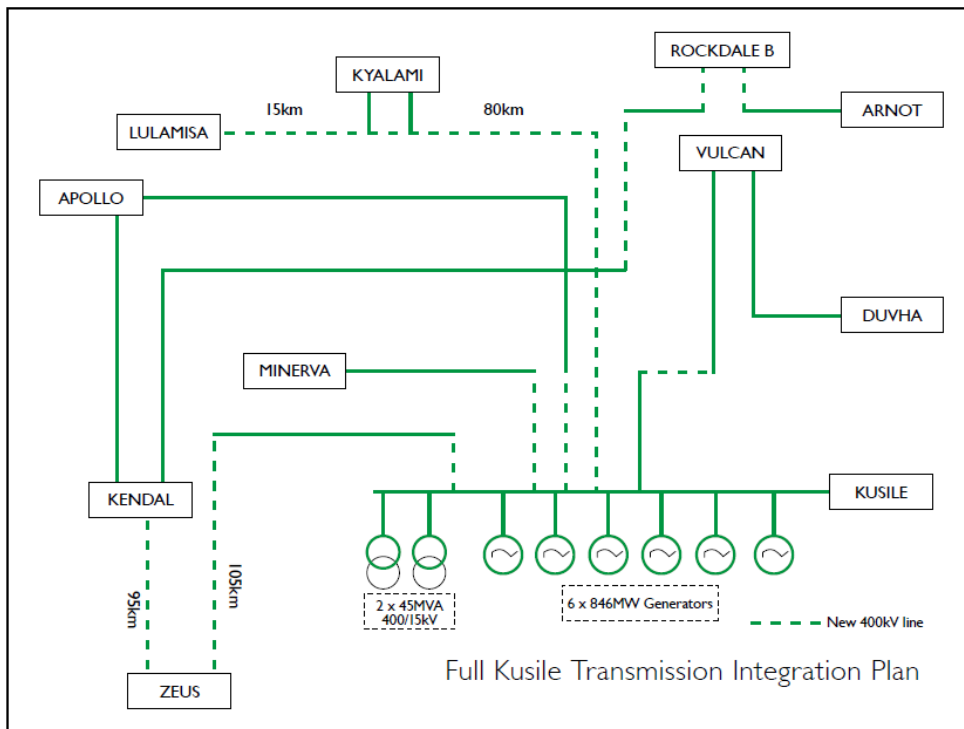 ROCKDALE B
KYALAMI
15km
80km
ARNOT
LULAMISA
VULCAN
APOLLO
DUVHA
MINERVA
KENDAL
KUSILE
95km
105km
2 x 45MVA
400/15kV
6 x 846MW Generators
New 400kV line
Full Kusile Transmission Integration Plan
ZEUS